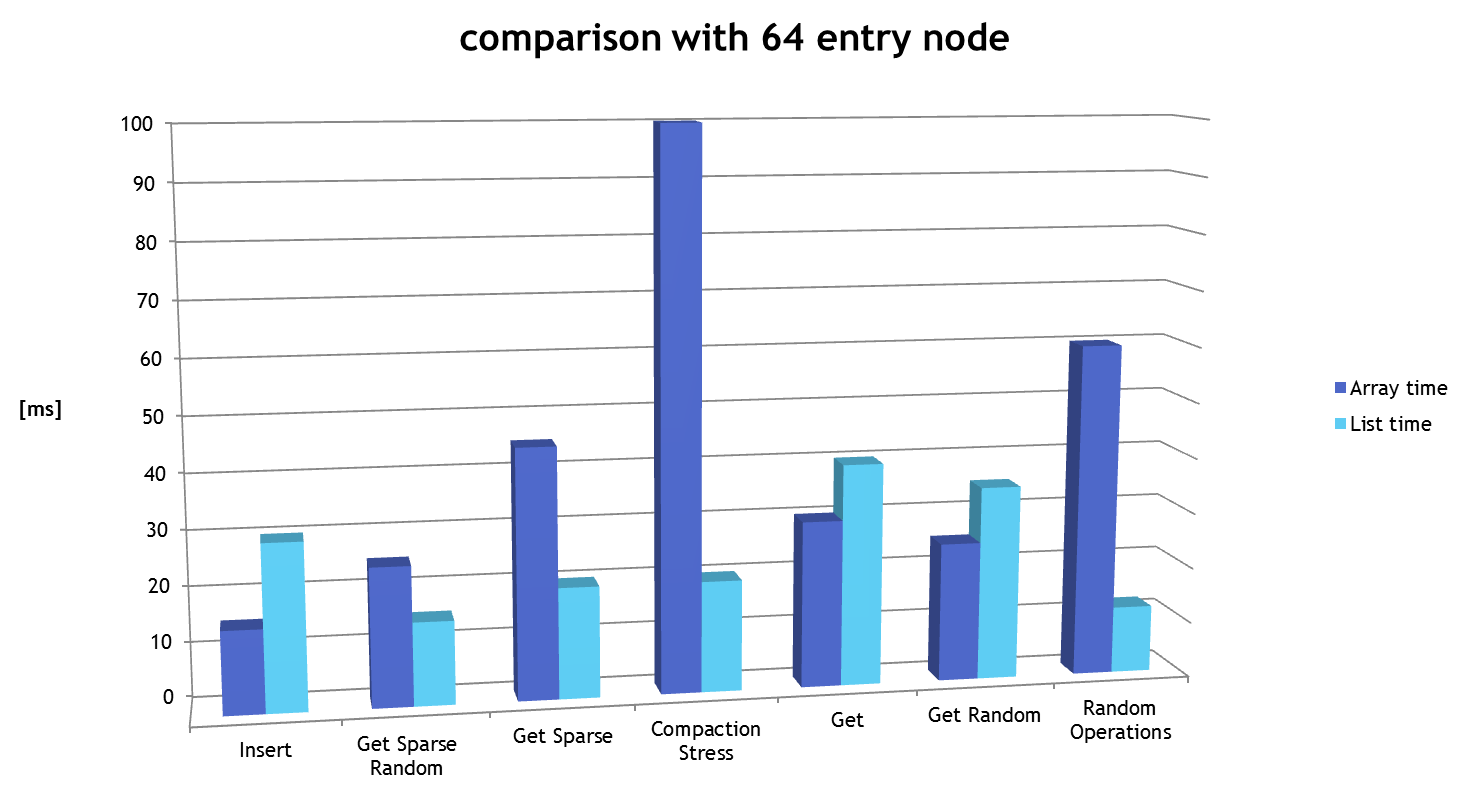 comparison with 64 entry node
100
90
80
70
60
50
40
30
20
10
0
[ms]
Insert
Get Sparse
Random
Get Sparse
Compaction
Stress
Get
Get Random
Random
Operations
Array time
List time